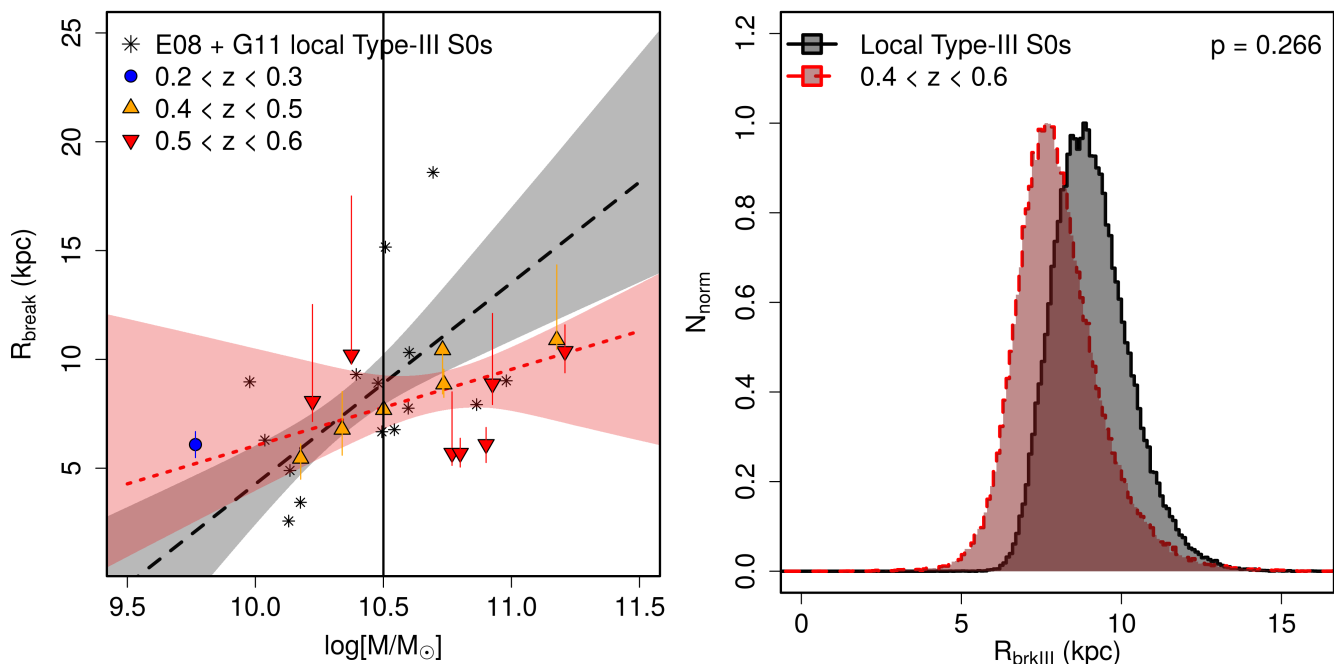 E08 + G11 local Type-III S0s
0.2 < z < 0.3
0.4 < z < 0.5
0.5 < z < 0.6
25
20
15
10
5
R_break (kpc)
9.5 10.0 10.5 11.0 11.5
log[M/M_⊙]
Local Type-III S0s
0.4 < z < 0.6
p = 0.266
1.2
1.0
0.8
0.6
0.4
0.2
0.0
N_norm
0 5 10 15
R_brkIII (kpc)